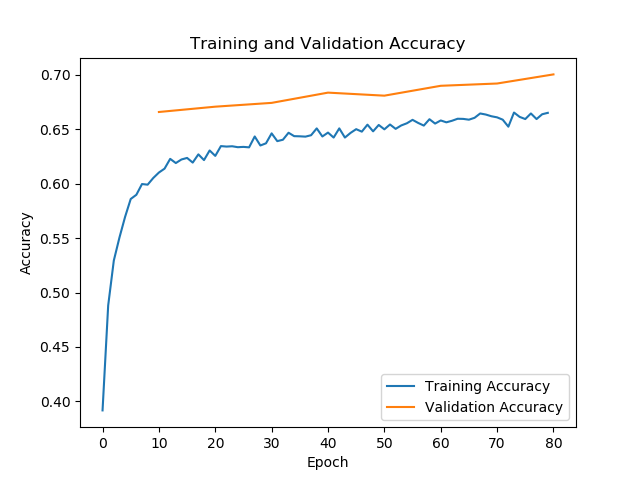 Training and Validation Accuracy
Accuracy
0.70
0.65
0.60
0.55
0.50
0.45
0.40
0 10 20 30 40 50 60 70 80
Epoch
Training Accuracy
Validation Accuracy